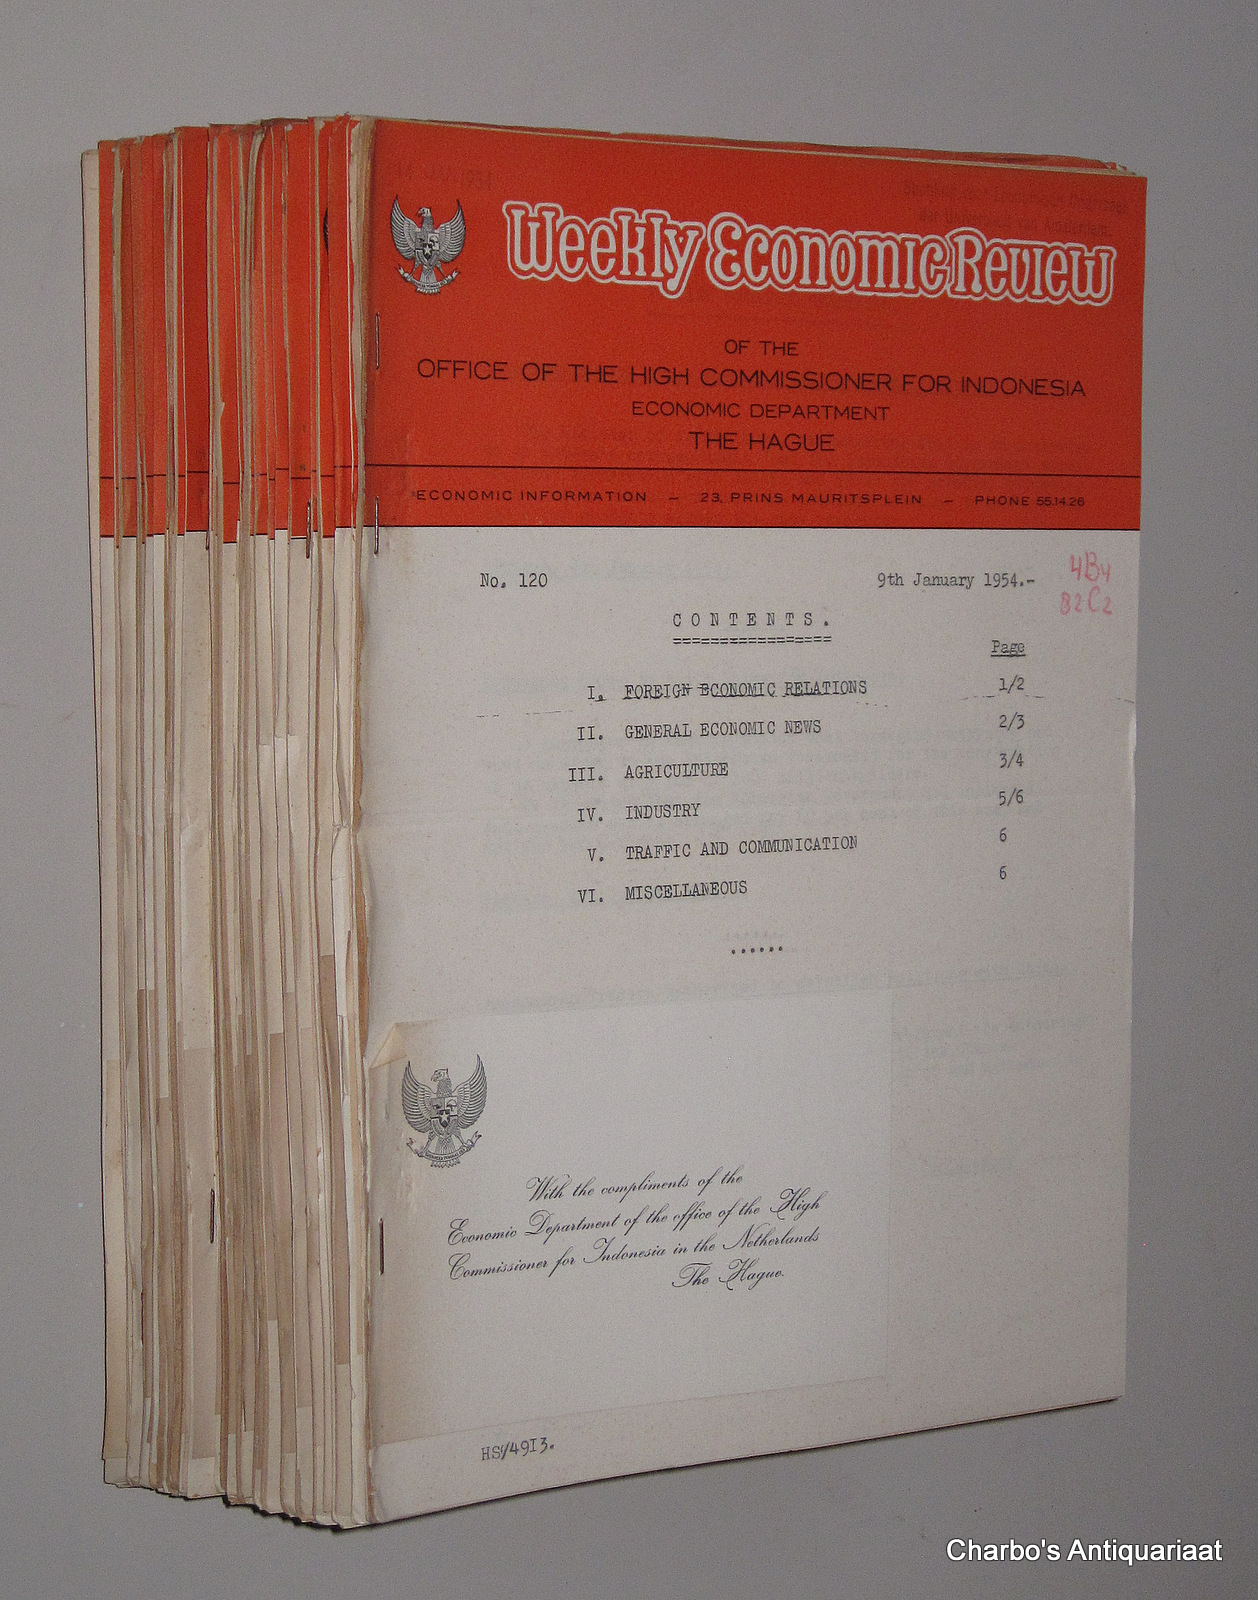 Weekly Economic Review
OF THE
OFFICE OF THE HIGH COMMISSIONER FOR INDONESIA
ECONOMIC DEPARTMENT
THE HAGUE
ECONOMIC INFORMATION — 23, PRINS MAURITSPLEIN — PHONE 55.14.26
No. 120 9th January 1954.-
4B4
B2C2
CONTENTS.
=================
Page
I. FOREIGN ECONOMIC RELATIONS 1/2
II. GENERAL ECONOMIC NEWS 2/3
III. AGRICULTURE 3/4
IV. INDUSTRY 5/6
V. TRAFFIC AND COMMUNICATION 6
VI. MISCELLANEOUS 6
......
With the compliments of the
Economic Department of the office of the High
Commissioner for Indonesia in the Netherlands
The Hague.
HS/4913.
Charbo's Antiquariaat